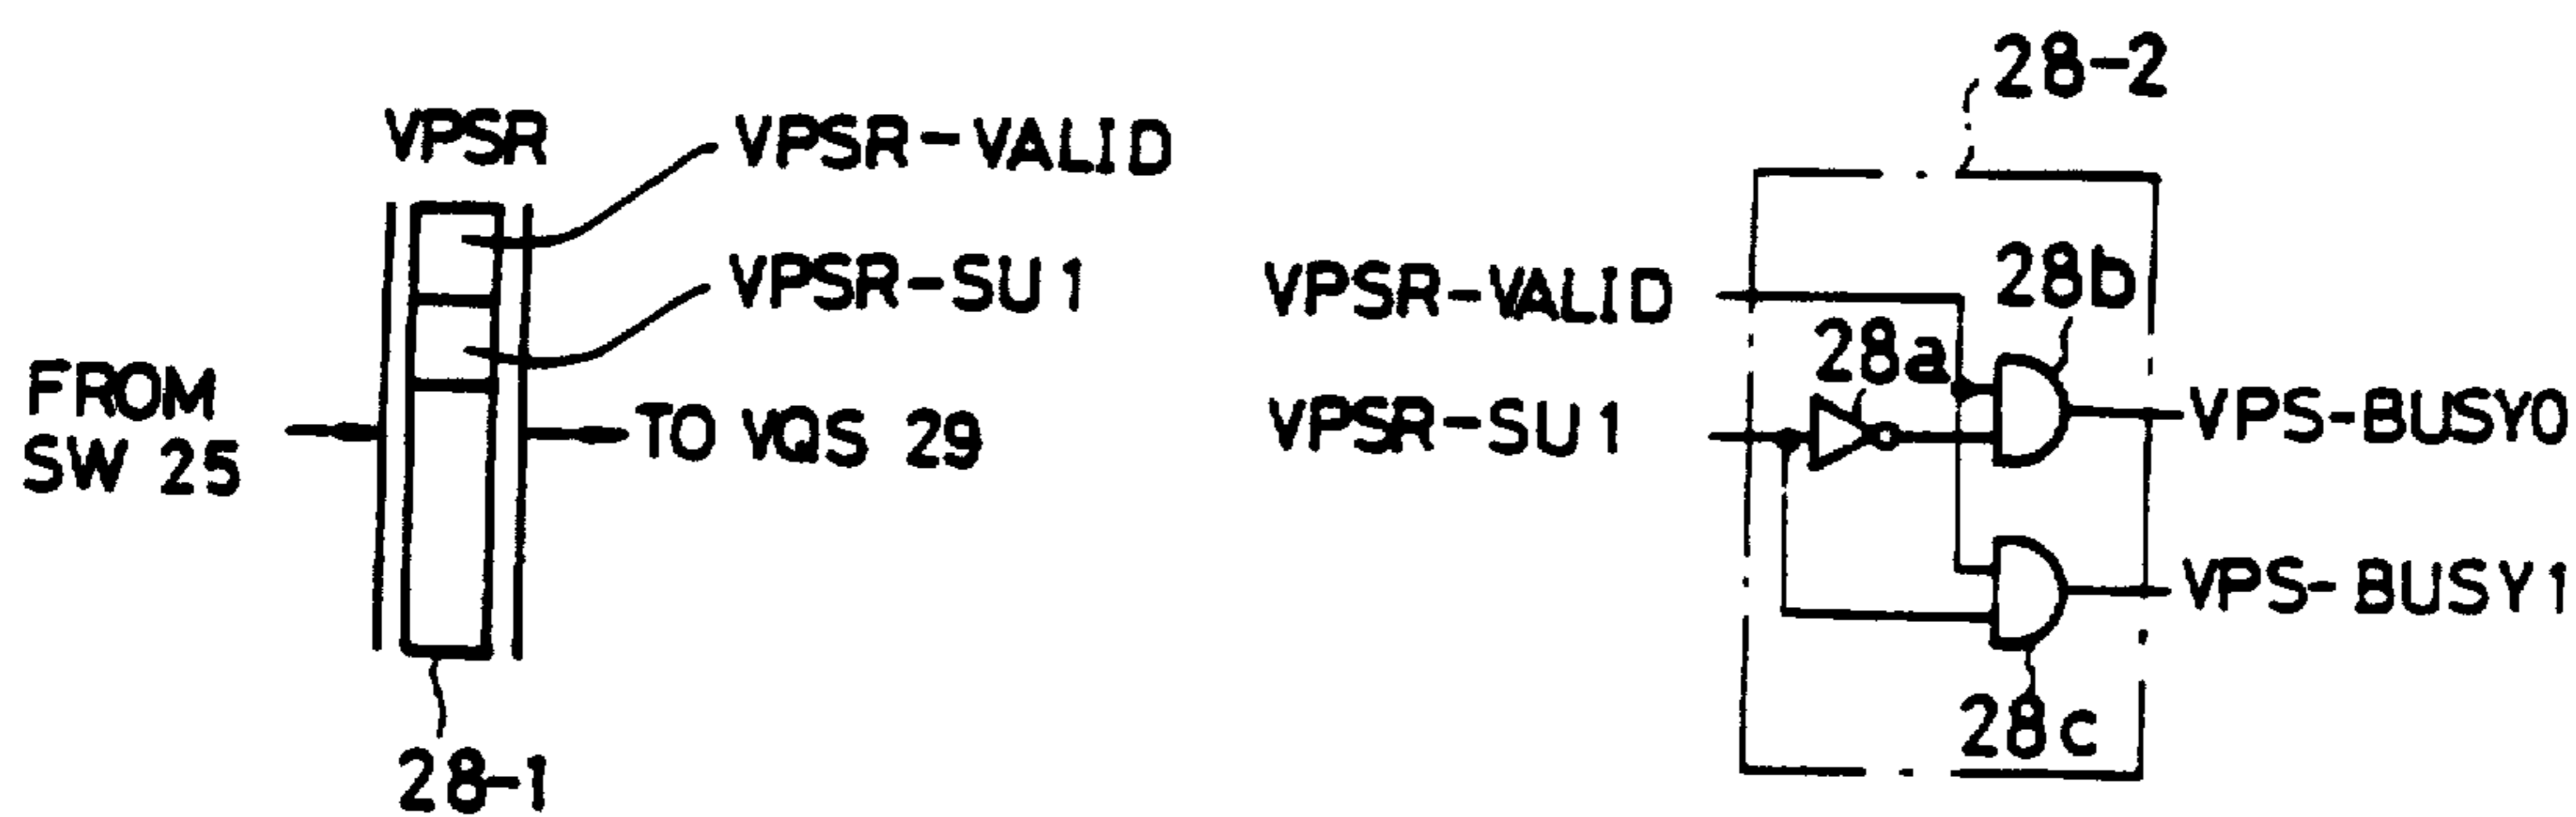 VPSR
VPSR-VALID
VPSR-SU1
FROM
SW 25
TO VQS 29
28-1
28-2
VPSR-VALID
28b
28a
VPSR-SU1
VPS-BUSY0
VPS-BUSY1
28c